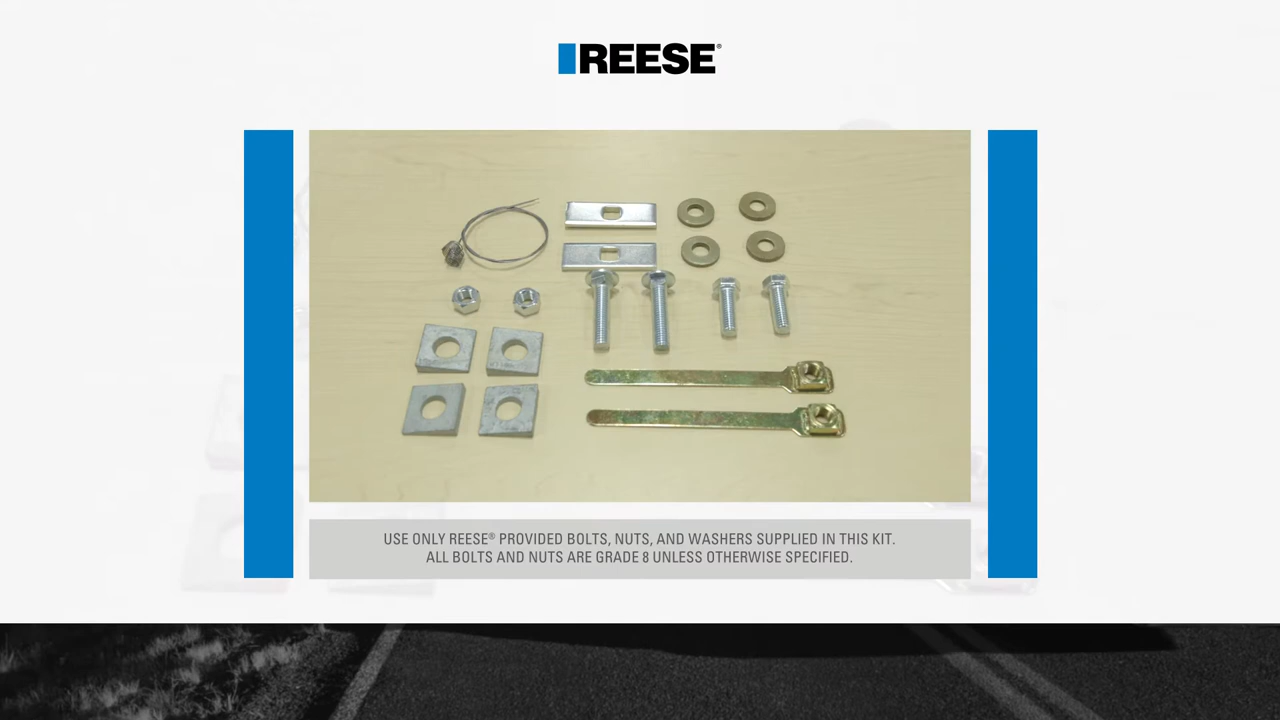 REESE®
USE ONLY REESE® PROVIDED BOLTS, NUTS, AND WASHERS SUPPLIED IN THIS KIT.
ALL BOLTS AND NUTS ARE GRADE 8 UNLESS OTHERWISE SPECIFIED.